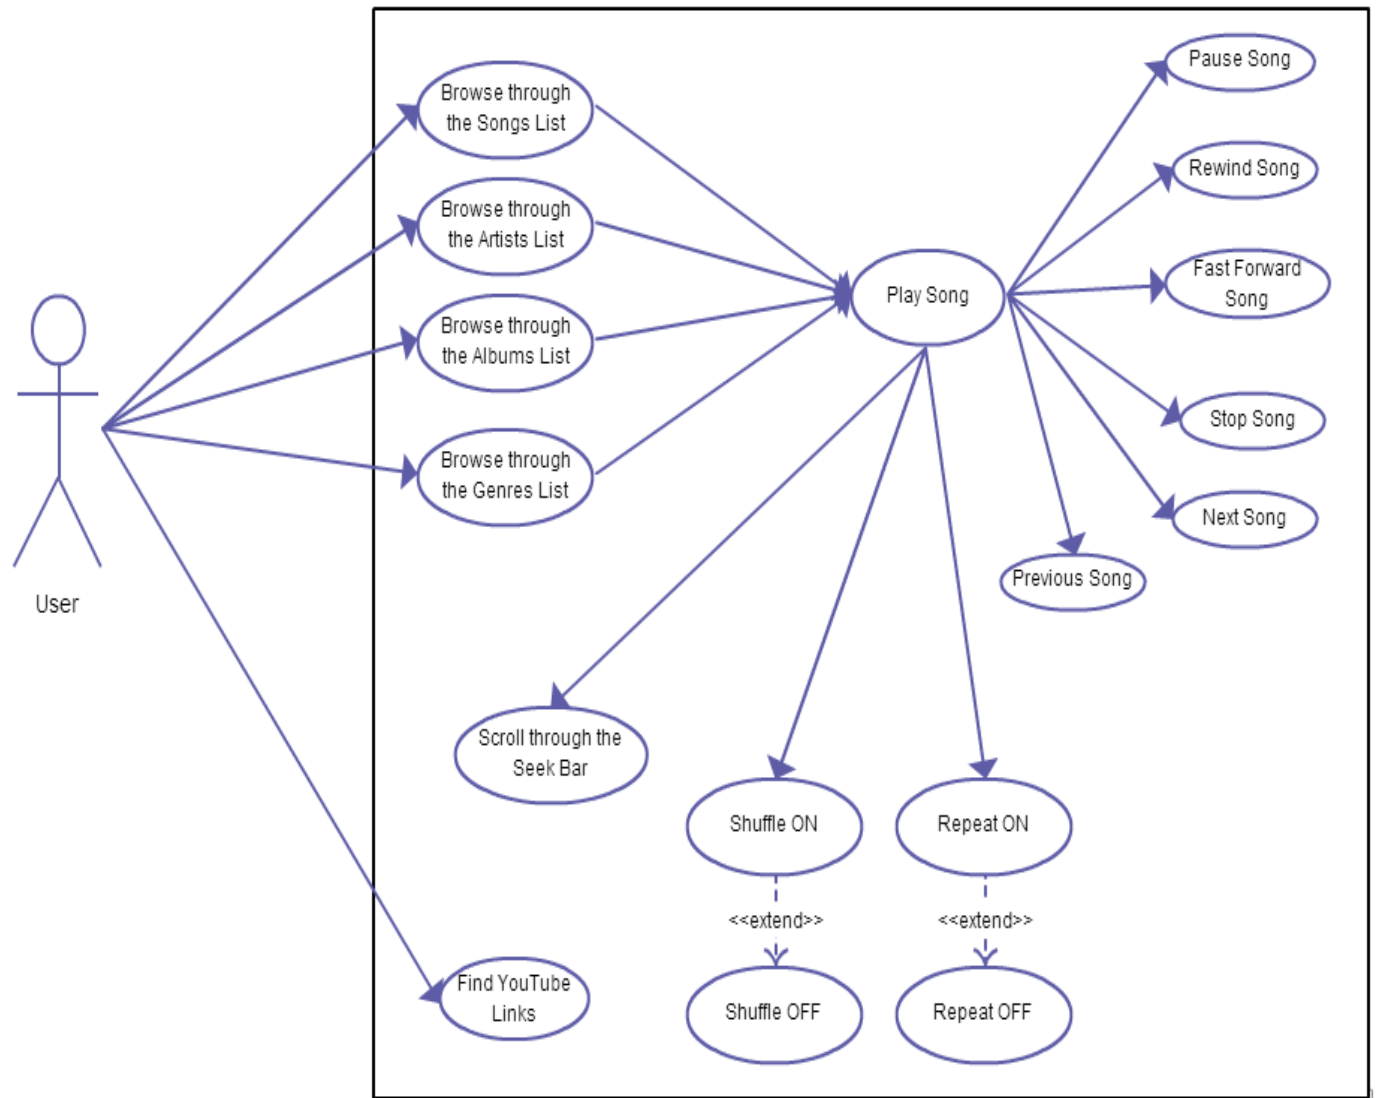 Browse through
the Songs List
Browse through
the Artists List
Browse through
the Albums List
Browse through
the Genres List
User
Play Song
Pause Song
Rewind Song
Fast Forward
Song
Stop Song
Next Song
Previous Song
Scroll through the
Seek Bar
Shuffle ON
Repeat ON
<<extend>>
<<extend>>
Shuffle OFF
Repeat OFF
Find YouTube
Links